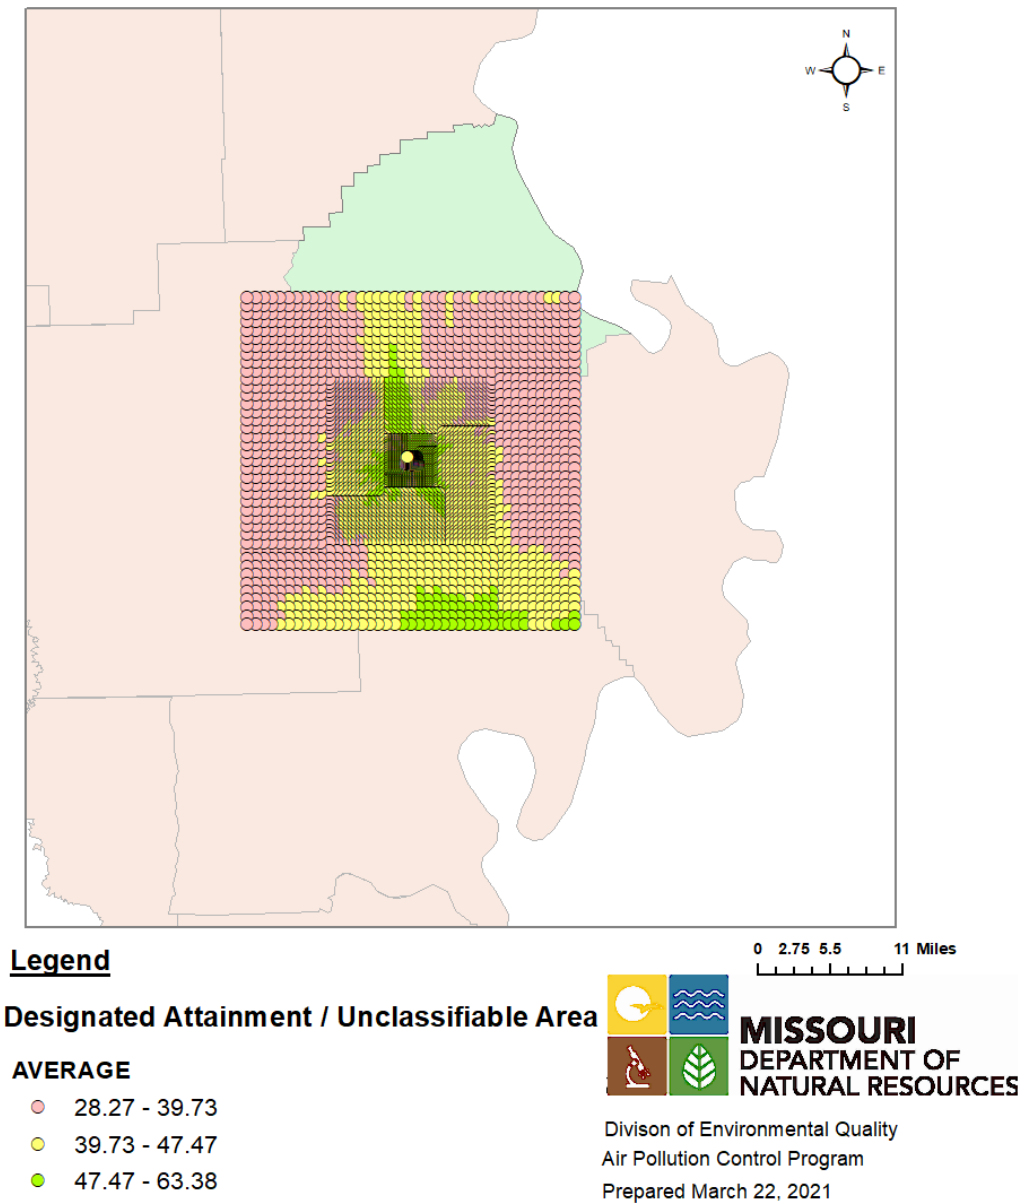 N
W E
S
0 2.75 5.5 11 Miles
Legend
Designated Attainment / Unclassifiable Area
AVERAGE
28.27 - 39.73
39.73 - 47.47
47.47 - 63.38
MISSOURI
DEPARTMENT OF
NATURAL RESOURCES
Divison of Environmental Quality
Air Pollution Control Program
Prepared March 22, 2021